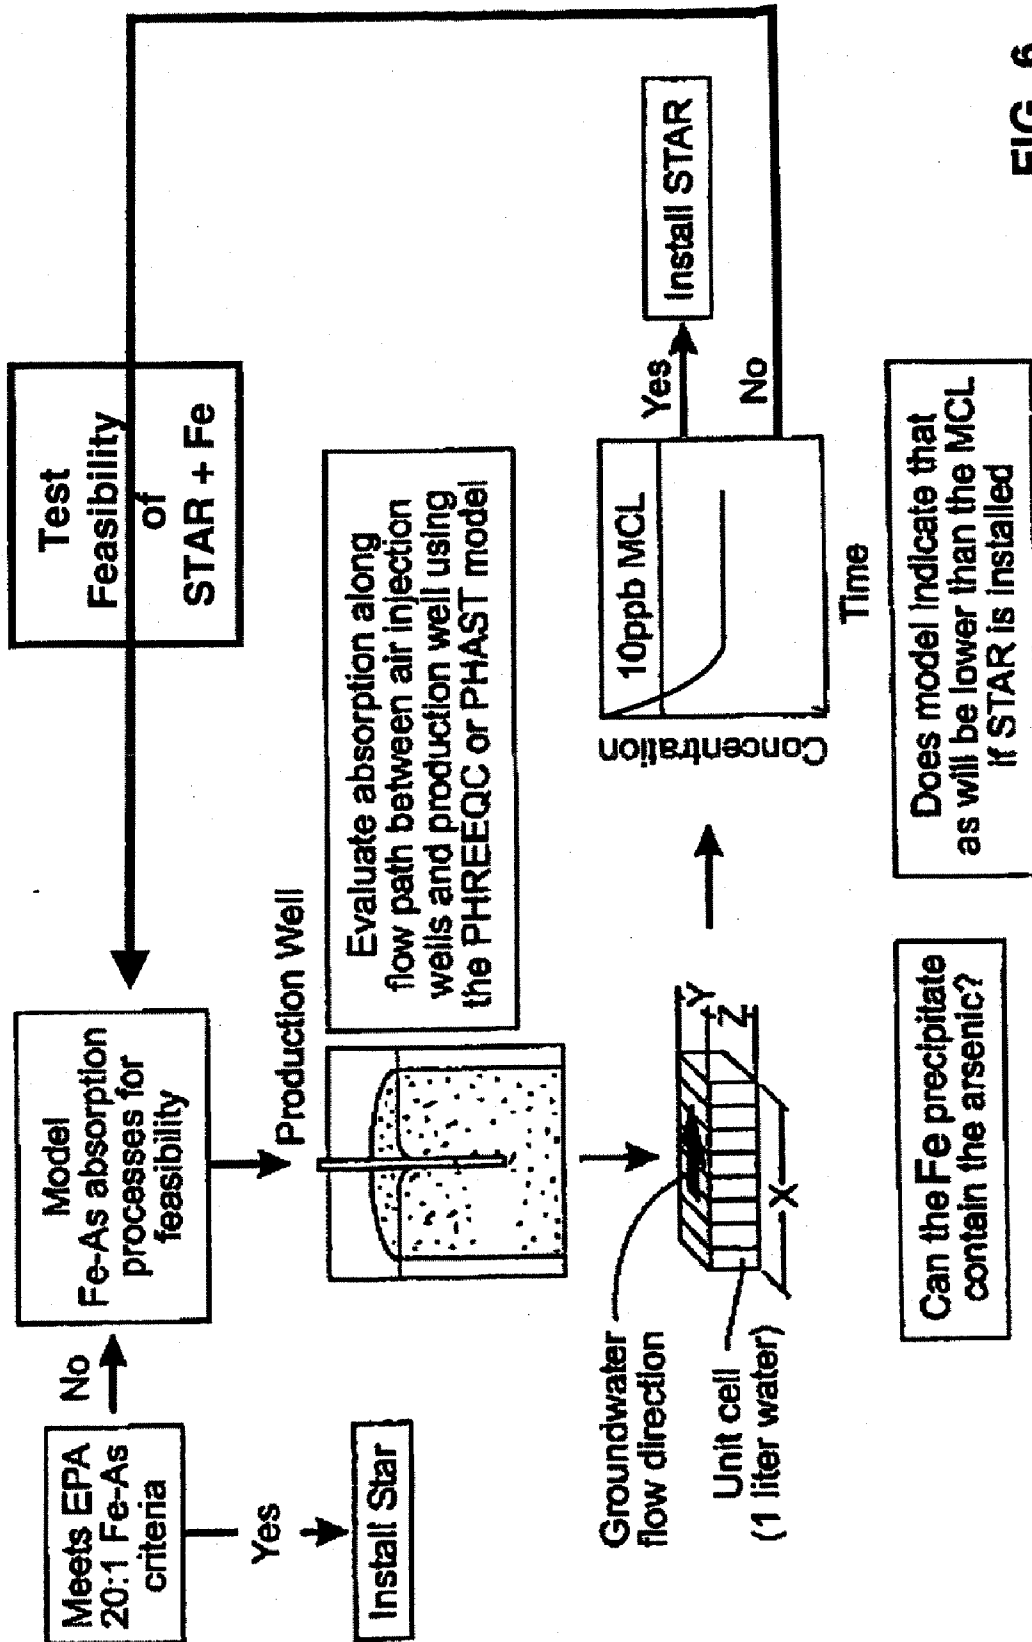 Meets EPA
20:1 Fe-As
criteria
No
Yes
Install Star
Model
Fe-As absorption
processes for
feasibility
Test
Feasibility
of
STAR + Fe
Production Well
Evaluate absorption along
flow path between air injection
wells and production well using
the PHREEQC or PHAST model
Groundwater
flow direction
Unit cell
(1 liter water)
X
Y
Z
Concentration
10ppb MCL
Time
Yes
Install STAR
No
Can the Fe precipitate
contain the arsenic?
Does model indicate that
as will be lower than the MCL
if STAR is installed
FIG. 6